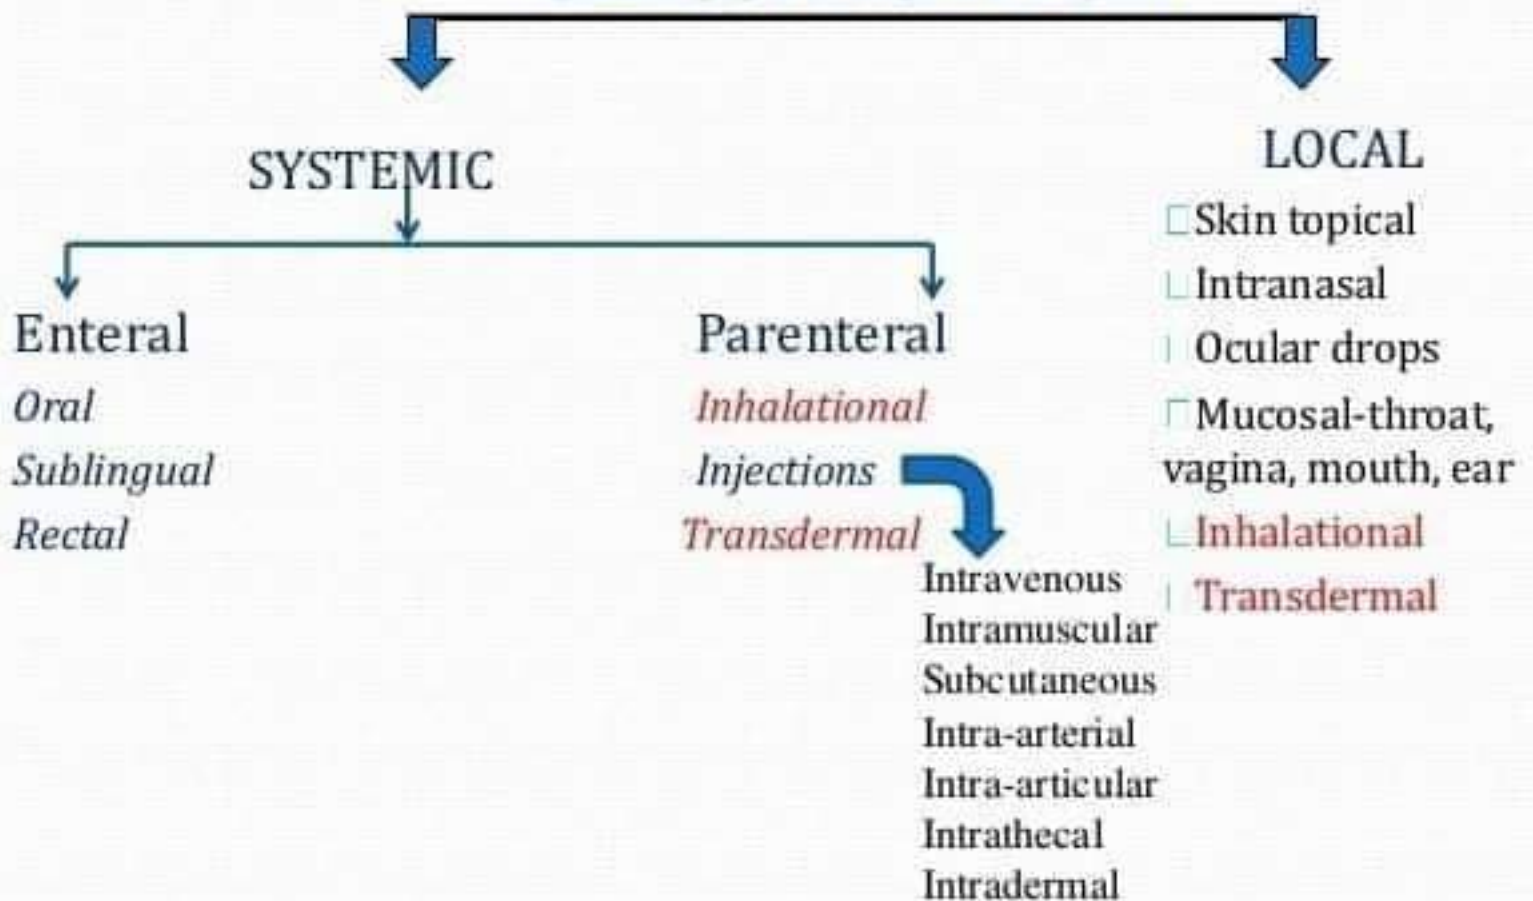 SYSTEMIC
LOCAL
Skin topical
Intranasal
Ocular drops
Mucosal-throat,
vagina, mouth, ear
Inhalational
Transdermal
Enteral
Oral
Sublingual
Rectal
Parenteral
Inhalational
Injections
Transdermal
Intravenous
Intramuscular
Subcutaneous
Intra-arterial
Intra-articular
Intrathecal
Intradermal